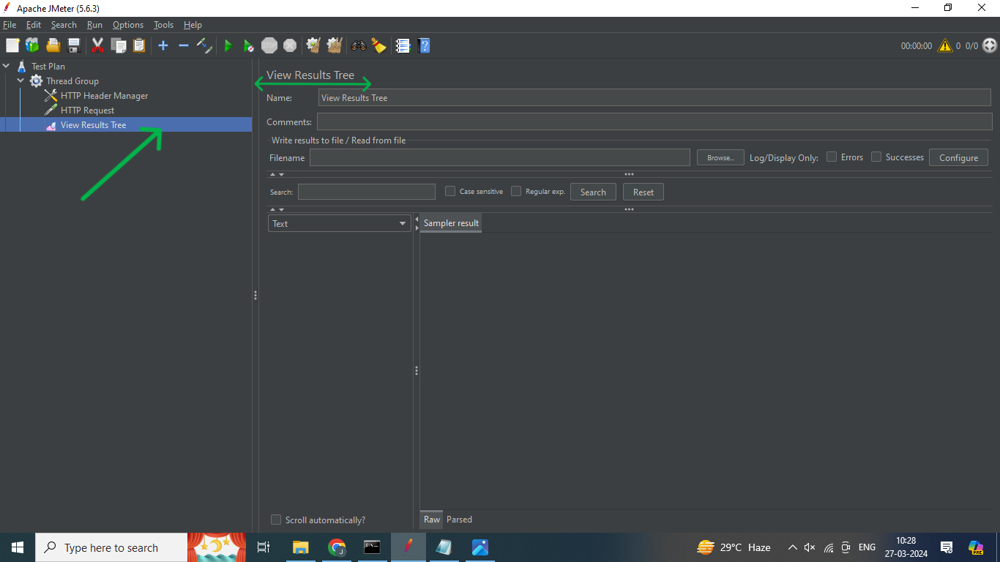 Apache JMeter (5.6.3)
File Edit Search Run Options Tools Help
STOP
00:00:00 0 0/0
Test Plan
Thread Group
HTTP Header Manager
HTTP Request
View Results Tree
View Results Tree
Name: View Results Tree
Comments:
Write results to file / Read from file
Filename Browse... Log/Display Only: Errors Successes Configure
Search: Case sensitive Regular exp. Search Reset
Text
Sampler result
Scroll automatically?
Raw Parsed
Type here to search
29°C Haze
ENG
10:28
27-03-2024
PRE